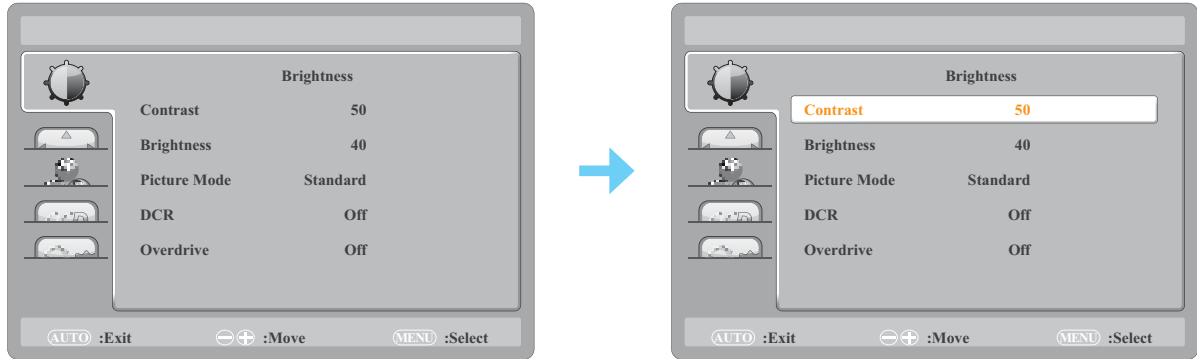 Brightness
Contrast 50
Brightness 40
Picture Mode Standard
DCR Off
Overdrive Off
AUTO :Exit - + :Move MENU :Select
Brightness
Contrast 50
Brightness 40
Picture Mode Standard
DCR Off
Overdrive Off
AUTO :Exit - + :Move MENU :Select